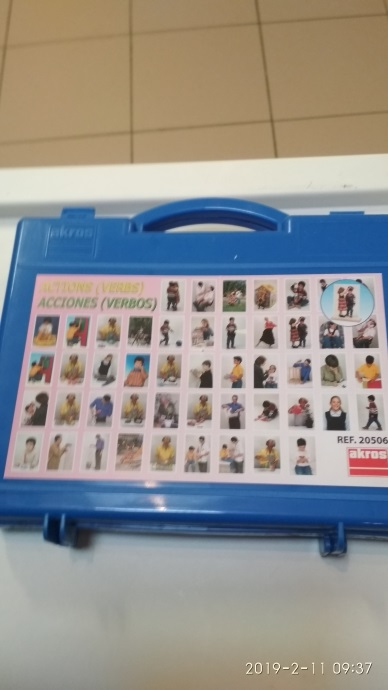 akros
ACTIONS (VERBS)
ACCIONES (VERBOS)
REF. 20506
akros
2019-2-11 09:37